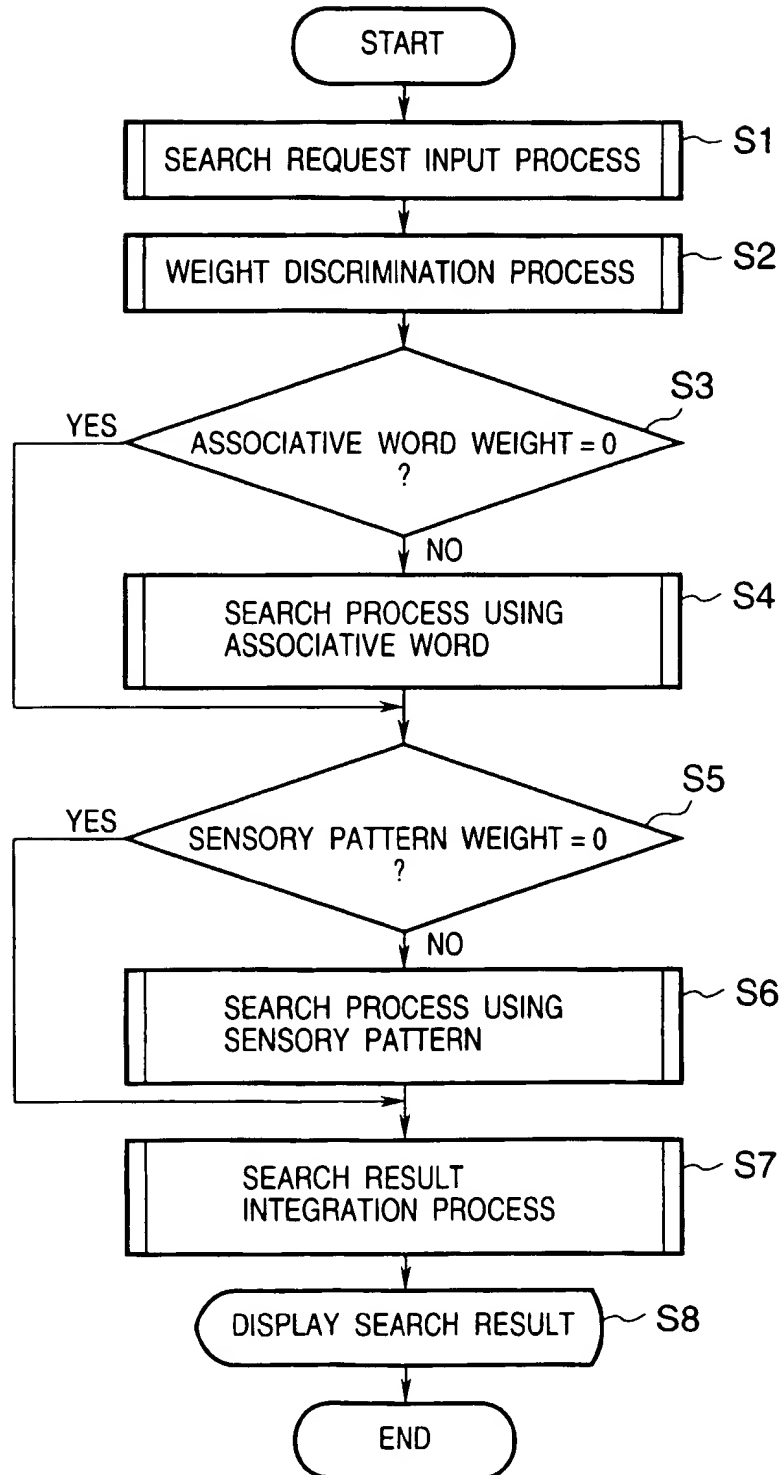 START
SEARCH REQUEST INPUT PROCESS
S1
WEIGHT DISCRIMINATION PROCESS
S2
S3
YES
ASSOCIATIVE WORD WEIGHT = 0
?
NO
SEARCH PROCESS USING
ASSOCIATIVE WORD
S4
S5
YES
SENSORY PATTERN WEIGHT = 0
?
NO
SEARCH PROCESS USING
SENSORY PATTERN
S6
SEARCH RESULT
INTEGRATION PROCESS
S7
DISPLAY SEARCH RESULT
S8
END